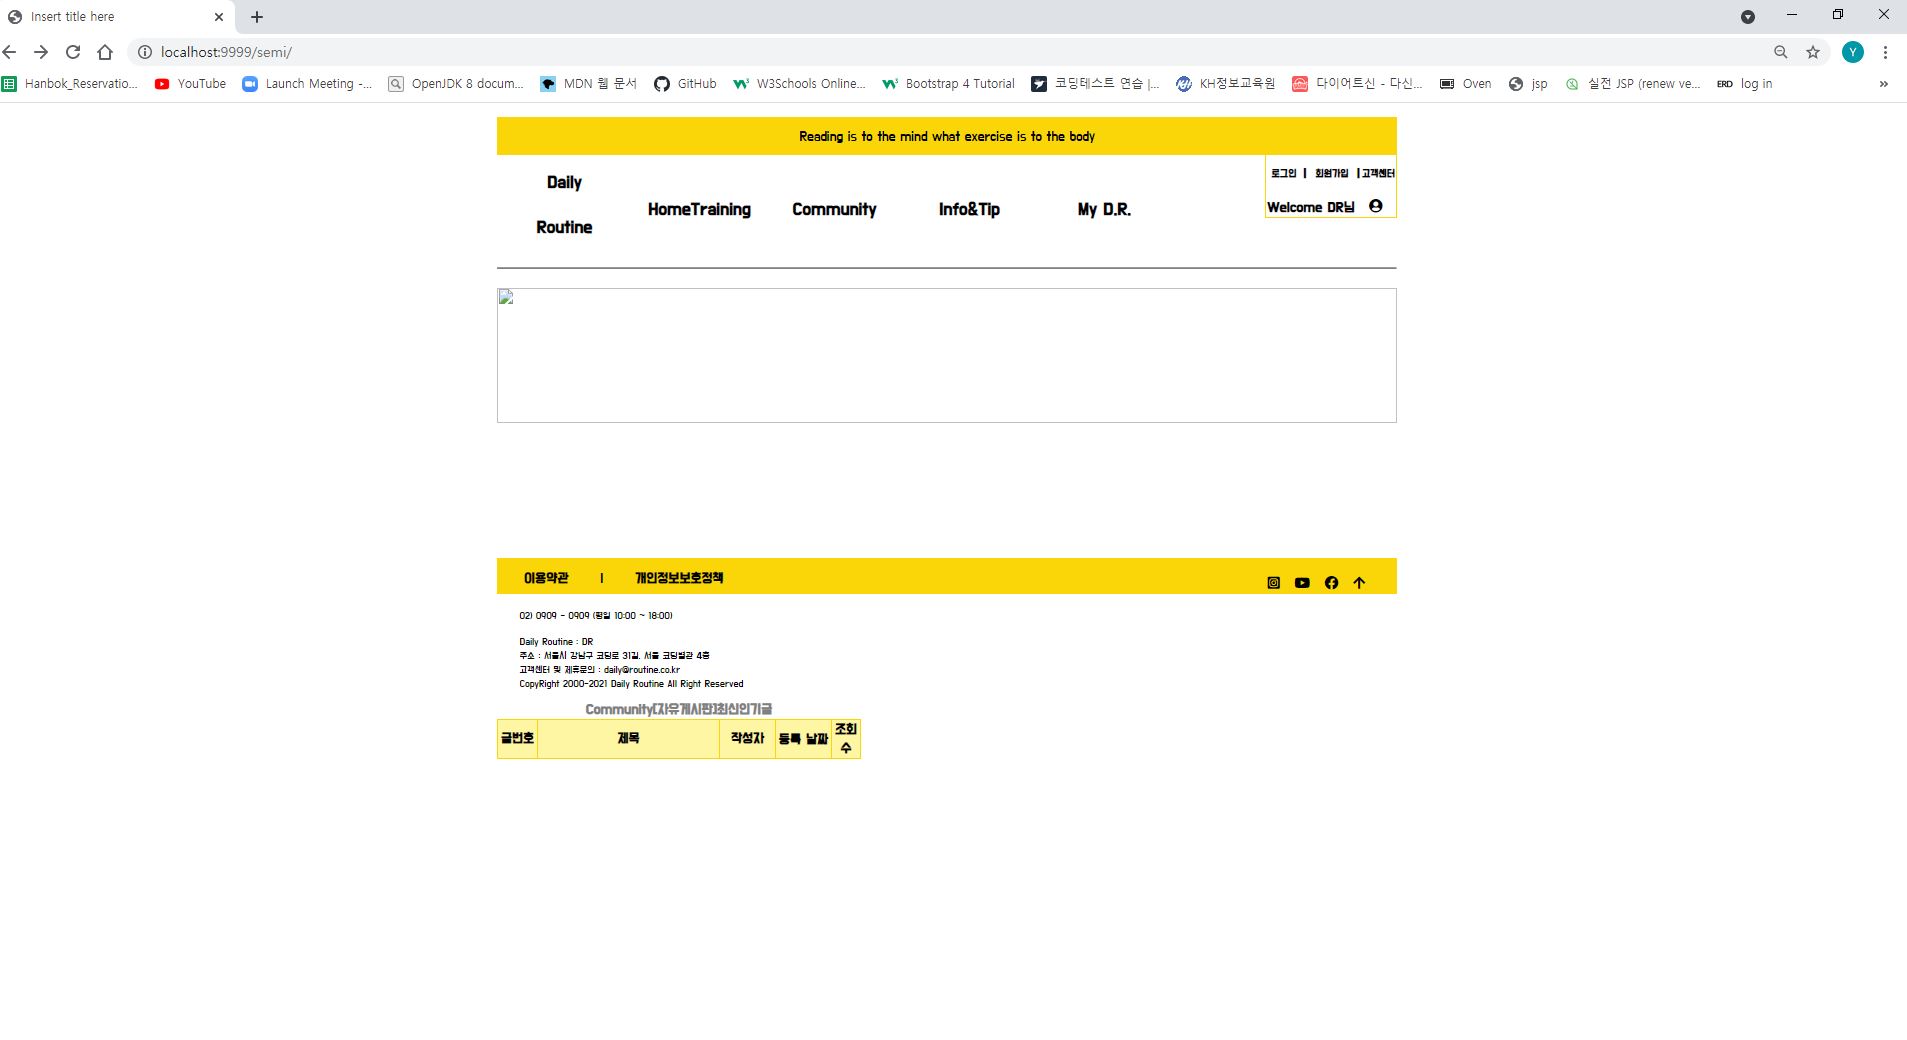 Insert title here
localhost:9999/semi/
Hanbok_Reservatio...
YouTube
Launch Meeting -...
OpenJDK 8 & docum...
MDN 웹 문서
GitHub
W3Schools Online...
Bootstrap 4 Tutorial
코딩테스트 연습 |...
KH정보교육원
다이어트신 - 다신...
Oven
jsp
실전 JSP (renew ve...
ERD
log in
»
Y
Reading is to the mind what exercise is to the body
로그인 | 회원가입 | 고객센터
Welcome DR님
Daily
Routine
HomeTraining
Community
Info&Tip
My D.R.
이용약관 | 개인정보보호정책
02) 0909 - 0909 (평일 10:00 ~ 18:00)
Daily Routine : DR
주소 : 서울시 강남구 코딩로 31길, 서울 코딩별관 4층
고객센터 및 제휴문의 : daily@routine.co.kr
CopyRight 2000-2021 Daily Routine All Right Reserved
Community[자유게시판]최신인기글
글번호
제목
작성자
등록 날짜
조회
수